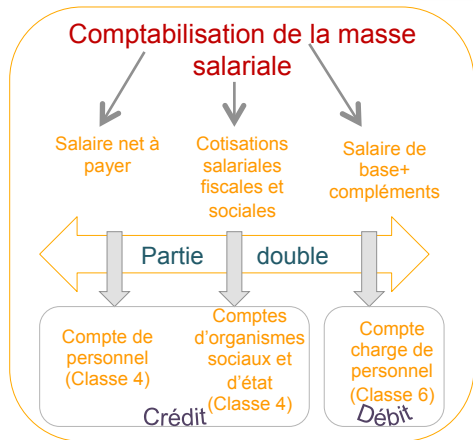 Comptabilisation de la masse
salariale
Salaire net à
payer
Cotisations
salariales
fiscales et
sociales
Salaire de
base+
compléments
Partie double
Compte de
personnel
(Classe 4)
Comptes
d'organismes
sociaux et
d'état
(Classe 4)
Crédit
Compte
charge de
personnel
(Classe 6)
Débit